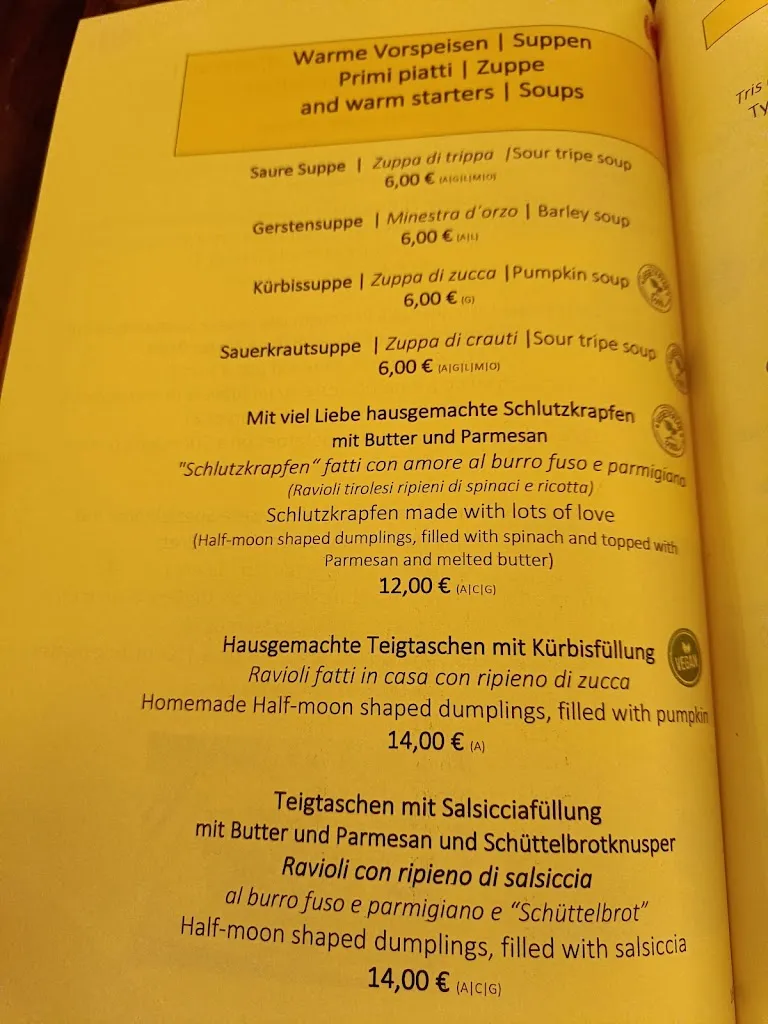 Warme Vorspeisen | Suppen
Primi piatti | Zuppe
and warm starters | Soups
Tris
Ty
Saure Suppe | Zuppa di trippa |Sour tripe soup
6,00 € (A|G|L|M|O)
Gerstensuppe | Minestra d'orzo | Barley soup
6,00 € (A|L)
Kürbissuppe | Zuppa di zucca |Pumpkin soup
6,00 € (G)
Sauerkrautsuppe | Zuppa di crauti |Sour tripe soup
6,00 € (A|G|L|M|O)
Mit viel Liebe hausgemachte Schlutzkrapfen
mit Butter und Parmesan
"Schlutzkrapfen“ fatti con amore al burro fuso e parmigiano
(Ravioli tirolesi ripieni di spinaci e ricotta)
Schlutzkrapfen made with lots of love
(Half-moon shaped dumplings, filled with spinach and topped with
Parmesan and melted butter)
12,00 € (A|C|G)
Hausgemachte Teigtaschen mit Kürbisfüllung
VEGAN
Ravioli fatti in casa con ripieno di zucca
Homemade Half-moon shaped dumplings, filled with pumpkin
14,00 € (A)
Teigtaschen mit Salsicciafüllung
mit Butter und Parmesan und Schüttelbrotknusper
Ravioli con ripieno di salsiccia
al burro fuso e parmigiano e “Schüttelbrot”
Half-moon shaped dumplings, filled with salsiccia
14,00 € (A|C|G)